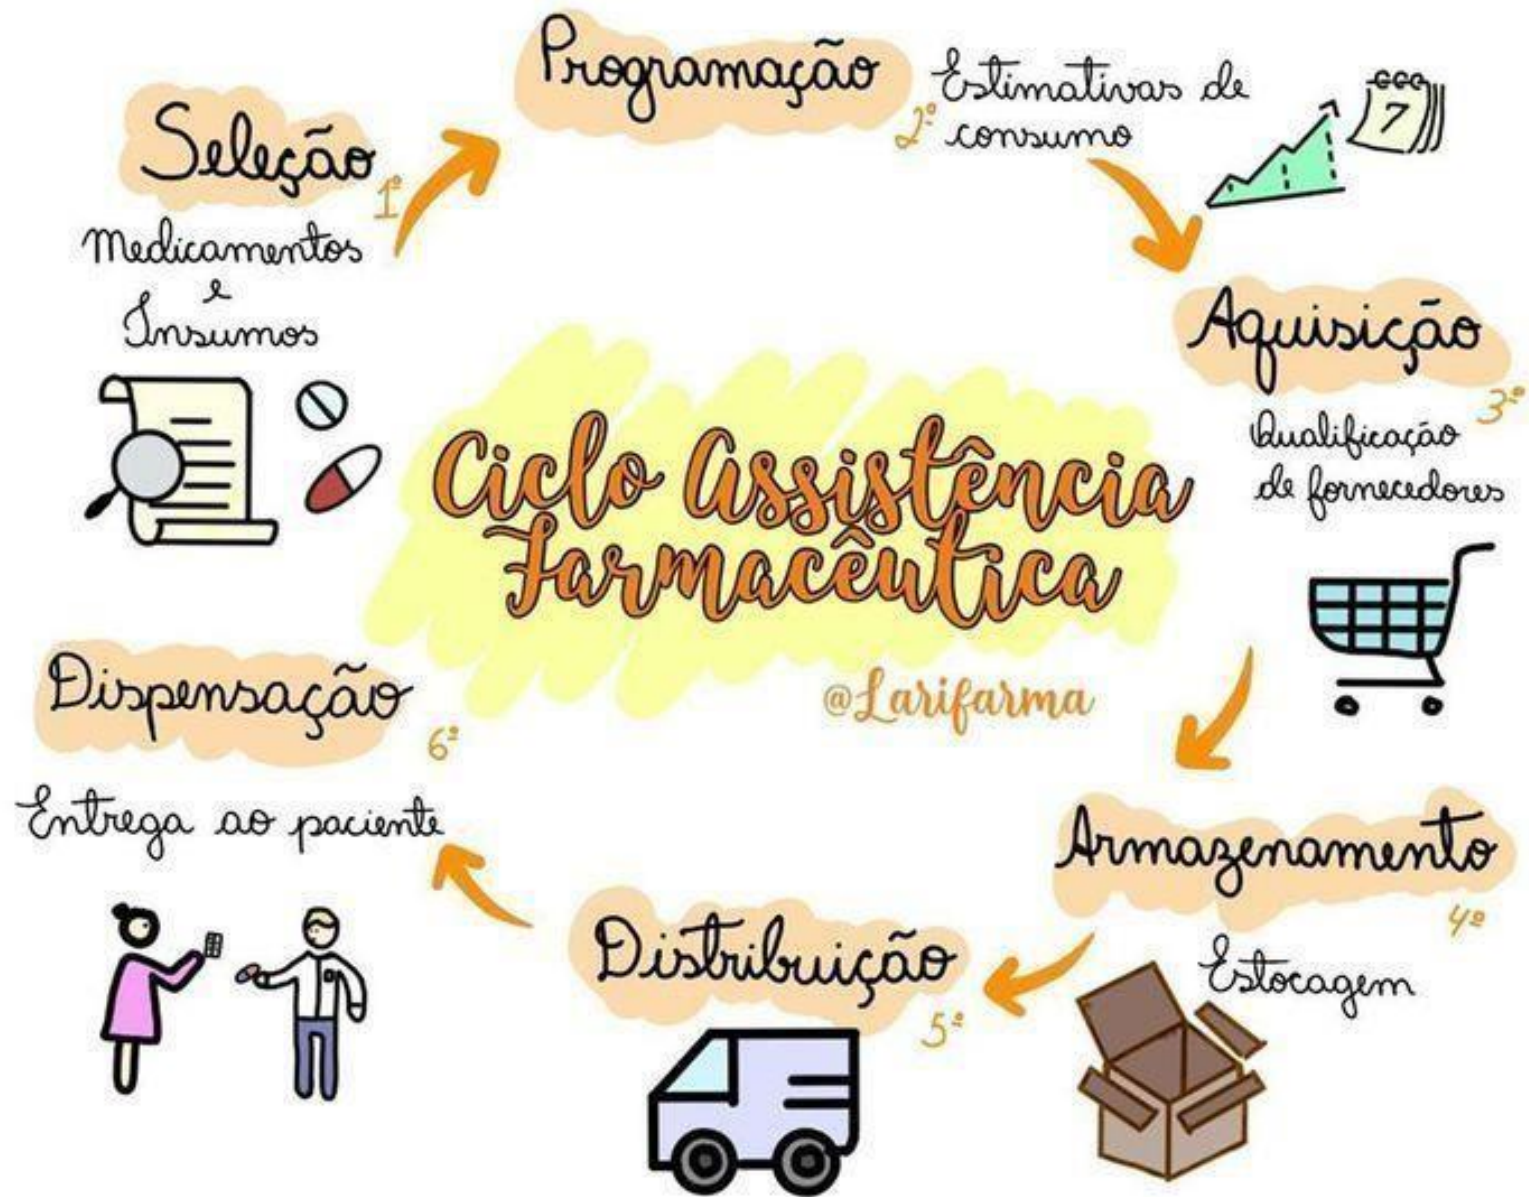 Seleção
1º
Medicamentos
e
Insumos
Programação
2º
Estimativas de
consumo
7
Aquisição
3º
Qualificação
de fornecedores
Armazenamento
4º
Estocagem
Distribuição
5º
Dispensação
6º
Entrega ao paciente
Ciclo Assistência
Farmacêutica
@Larifarma